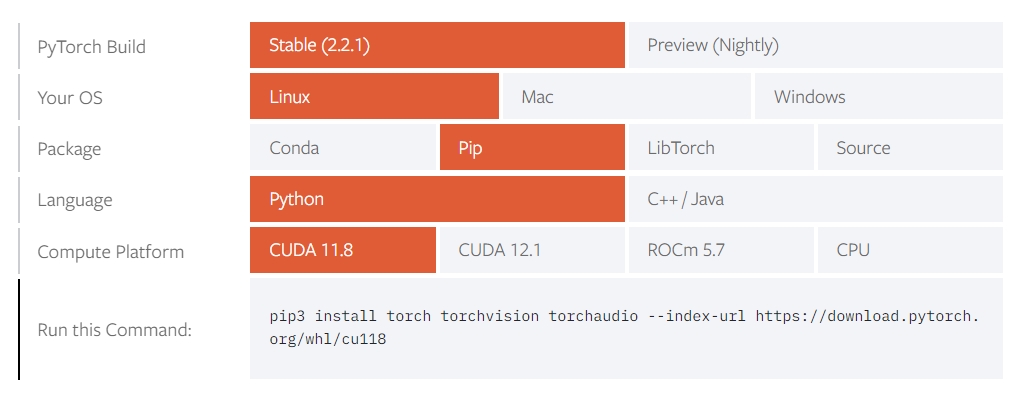 PyTorch Build Stable (2.2.1) Preview (Nightly)
Your OS Linux Mac Windows
Package Conda Pip LibTorch Source
Language Python C++ / Java
Compute Platform CUDA 11.8 CUDA 12.1 ROCm 5.7 CPU
Run this Command: pip3 install torch torchvision torchaudio --index-url https://download.pytorch.
org/whl/cu118